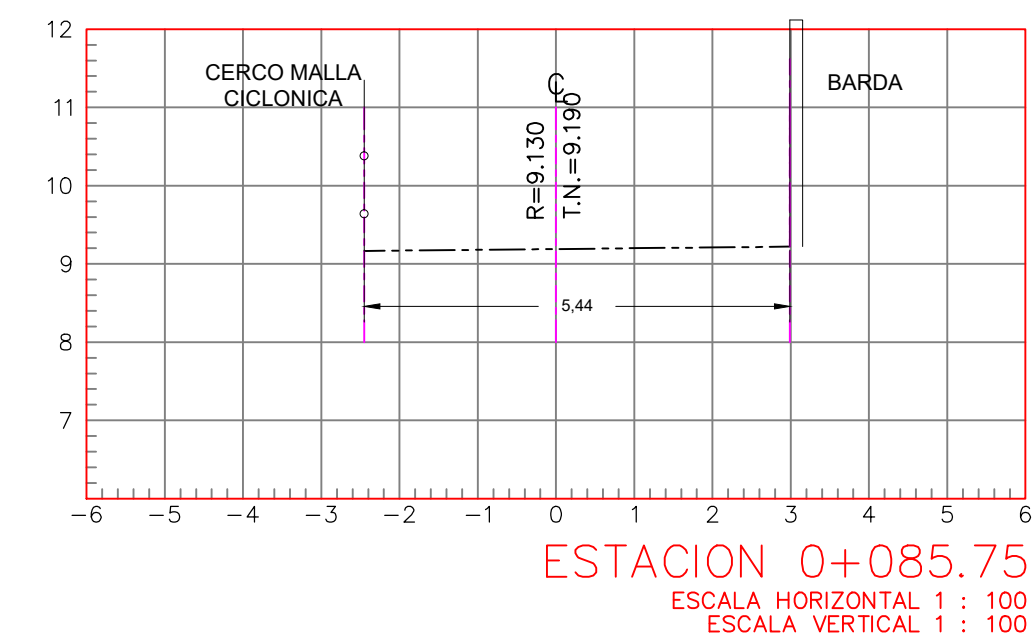 12
CERCO MALLA
CICLONICA
BARDA
11
10
9
8
7
R=9.130
T.N.=9.190
5,44
-6 -5 -4 -3 -2 -1 0 1 2 3 4 5 6
ESTACION 0+085.75
ESCALA HORIZONTAL 1 : 100
ESCALA VERTICAL 1 : 100